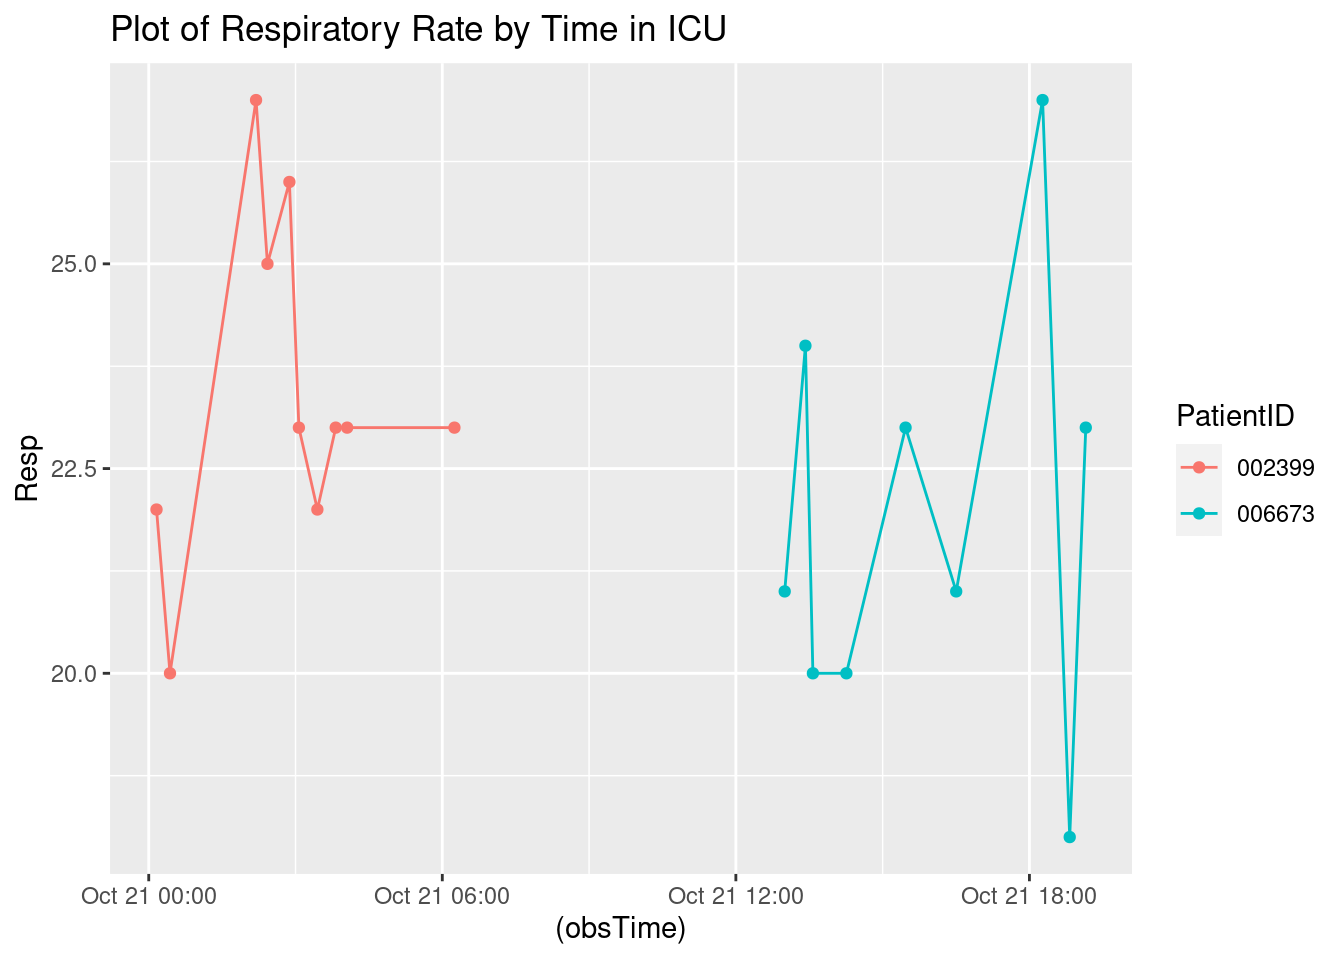 Plot of Respiratory Rate by Time in ICU
Resp
25.0
22.5
20.0
Oct 21 00:00
Oct 21 06:00
Oct 21 12:00
Oct 21 18:00
(obsTime)
PatientID
002399
006673